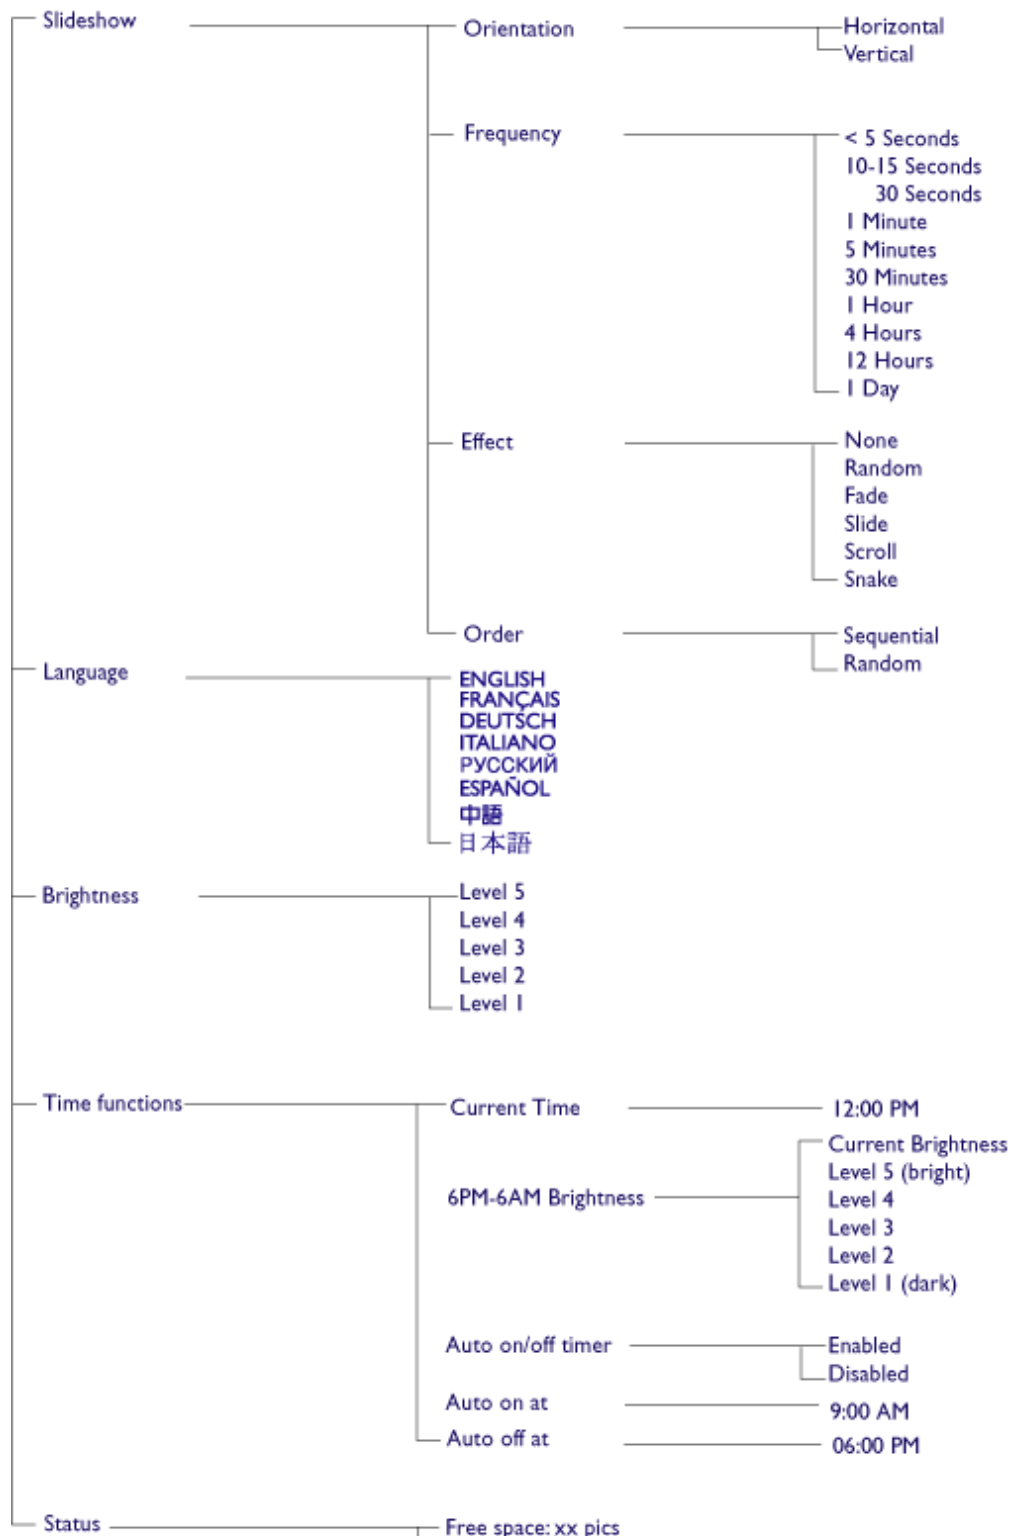 Slideshow
Orientation
Horizontal
Vertical
Frequency
< 5 Seconds
10-15 Seconds
30 Seconds
1 Minute
5 Minutes
30 Minutes
1 Hour
4 Hours
12 Hours
1 Day
Effect
None
Random
Fade
Slide
Scroll
Snake
Order
Sequential
Random
Language
ENGLISH
FRANÇAIS
DEUTSCH
ITALIANO
РУССКИЙ
ESPAÑOL
中語
日本語
Brightness
Level 5
Level 4
Level 3
Level 2
Level 1
Time functions
Current Time
12:00 PM
6PM-6AM Brightness
Current Brightness
Level 5 (bright)
Level 4
Level 3
Level 2
Level 1 (dark)
Auto on/off timer
Enabled
Disabled
Auto on at
9:00 AM
Auto off at
06:00 PM
Status
Free space: xx pics